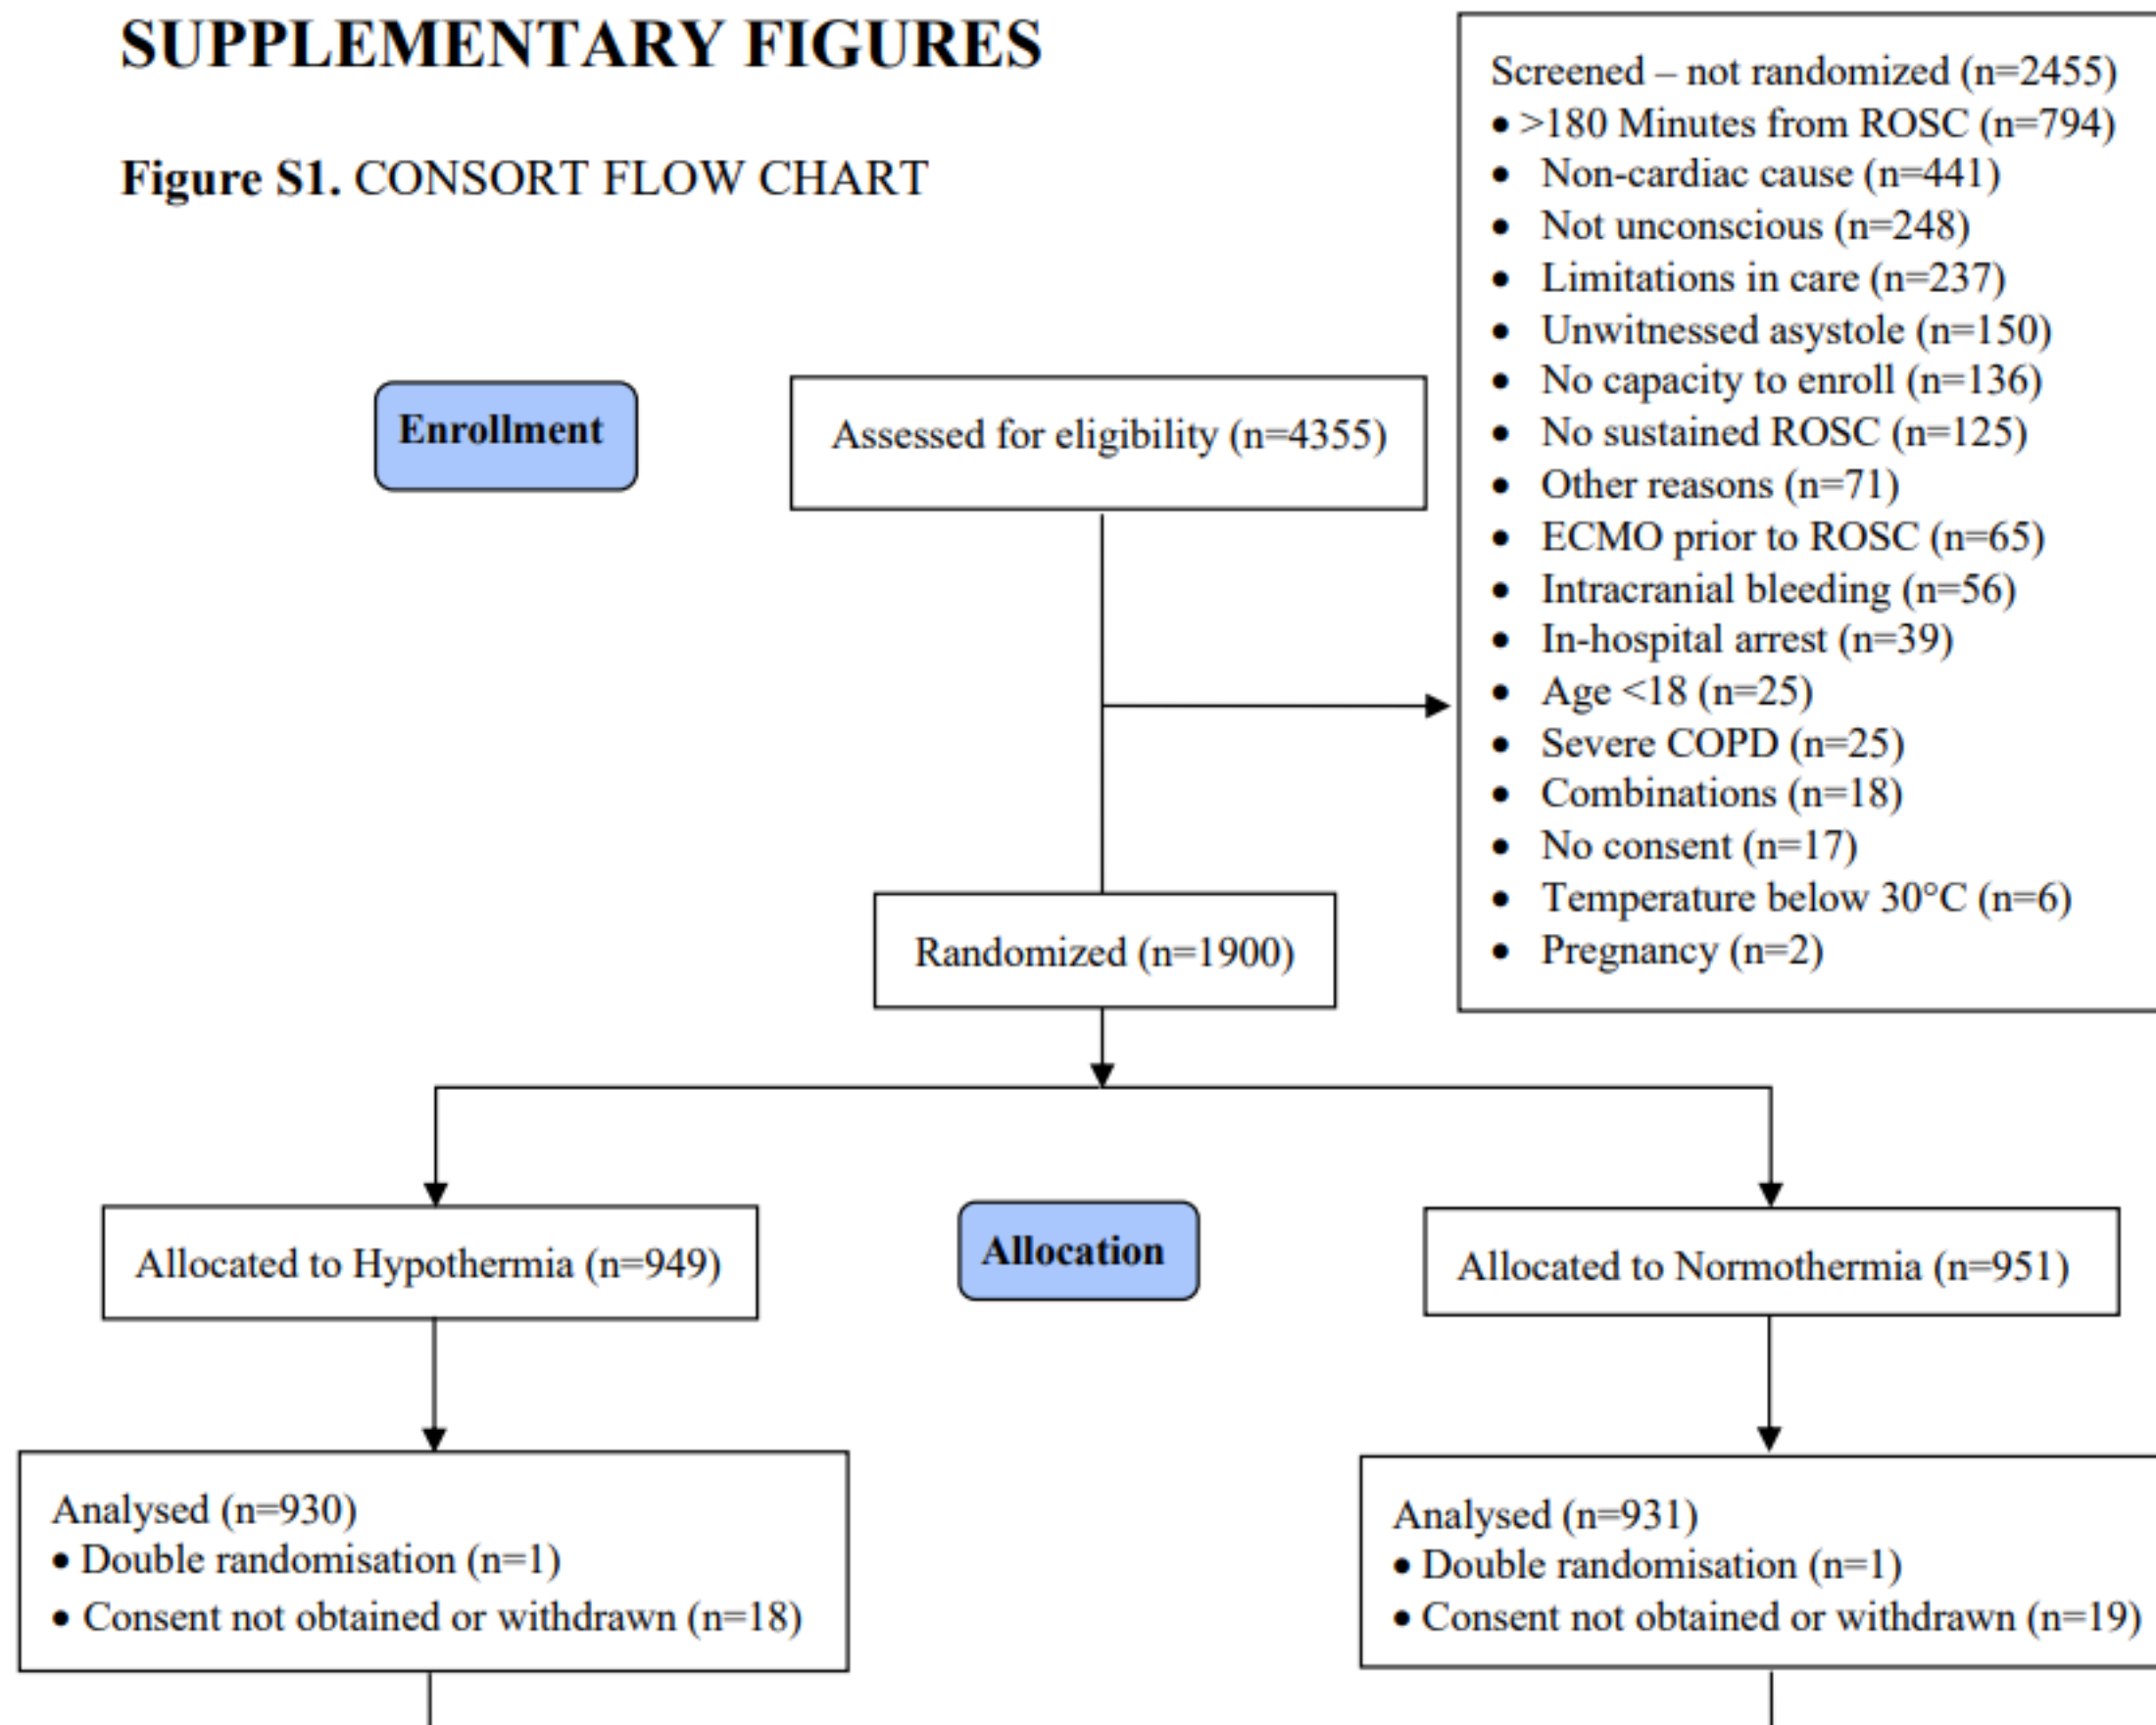 SUPPLEMENTARY FIGURES
Figure S1. CONSORT FLOW CHART
Screened – not randomized (n=2455)
• >180 Minutes from ROSC (n=794)
• Non-cardiac cause (n=441)
• Not unconscious (n=248)
• Limitations in care (n=237)
• Unwitnessed asystole (n=150)
• No capacity to enroll (n=136)
• No sustained ROSC (n=125)
• Other reasons (n=71)
• ECMO prior to ROSC (n=65)
• Intracranial bleeding (n=56)
• In-hospital arrest (n=39)
• Age <18 (n=25)
• Severe COPD (n=25)
• Combinations (n=18)
• No consent (n=17)
• Temperature below 30°C (n=6)
• Pregnancy (n=2)
Enrollment
Assessed for eligibility (n=4355)
Randomized (n=1900)
Allocated to Hypothermia (n=949)
Allocation
Allocated to Normothermia (n=951)
Analysed (n=930)
• Double randomisation (n=1)
• Consent not obtained or withdrawn (n=18)
Analysed (n=931)
• Double randomisation (n=1)
• Consent not obtained or withdrawn (n=19)